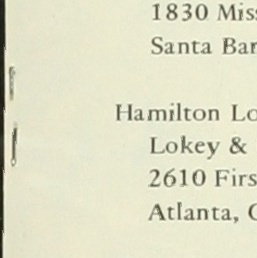 1830 Miss
Santa Bar
Hamilton Lo
Lokey &
2610 Firs
Atlanta, G